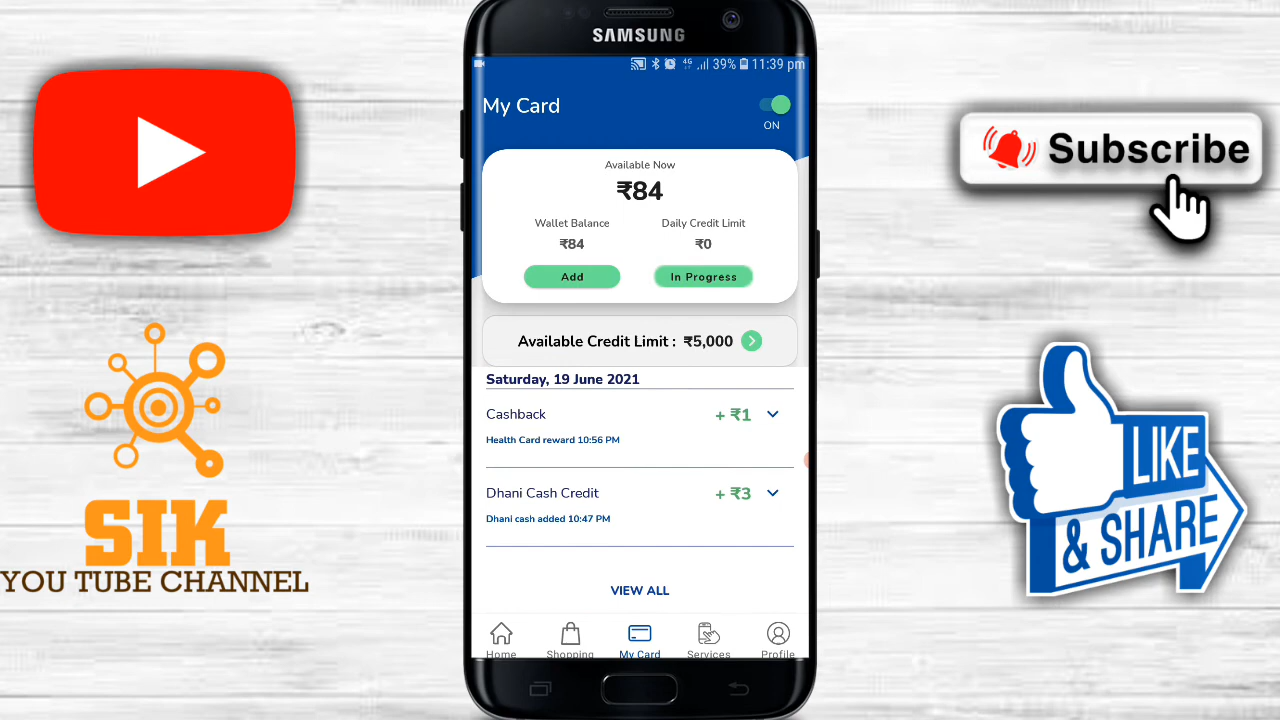 SAMSUNG
4G 39% 11:39 pm
My Card
ON
Available Now
₹84
Wallet Balance
Daily Credit Limit
₹84
₹0
Add
In Progress
Available Credit Limit : ₹5,000
Saturday, 19 June 2021
Cashback + ₹1
Health Card reward 10:56 PM
Dhani Cash Credit + ₹3
Dhani cash added 10:47 PM
VIEW ALL
Home Shopping My Card Services Profile
SIK
YOU TUBE CHANNEL
Subscribe
LIKE
& SHARE